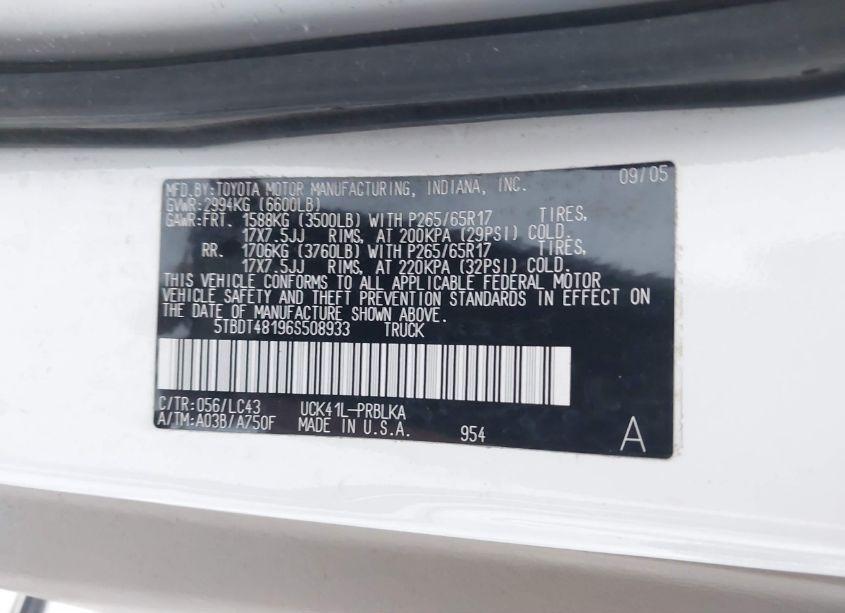 MFD.BY:TOYOTA MOTOR MANUFACTURING, INDIANA, INC. 09/05
GVWR:2994KG (6600LB)
GAWR:FRT. 1588KG (3500LB) WITH P265/65R17 TIRES,
17X7.5JJ RIMS, AT 200KPA (29PSI) COLD.
RR. 1706KG (3760LB) WITH P265/65R17 TIRES,
17X7.5JJ RIMS, AT 220KPA (32PSI) COLD.
THIS VEHICLE CONFORMS TO ALL APPLICABLE FEDERAL MOTOR
VEHICLE SAFETY AND THEFT PREVENTION STANDARDS IN EFFECT ON
THE DATE OF MANUFACTURE SHOWN ABOVE.
5TBDT48196S508933 TRUCK
C/TR:056/LC43 UCK41L-PRBLKA
A/TM:A03B/A750F MADE IN U.S.A. 954 A